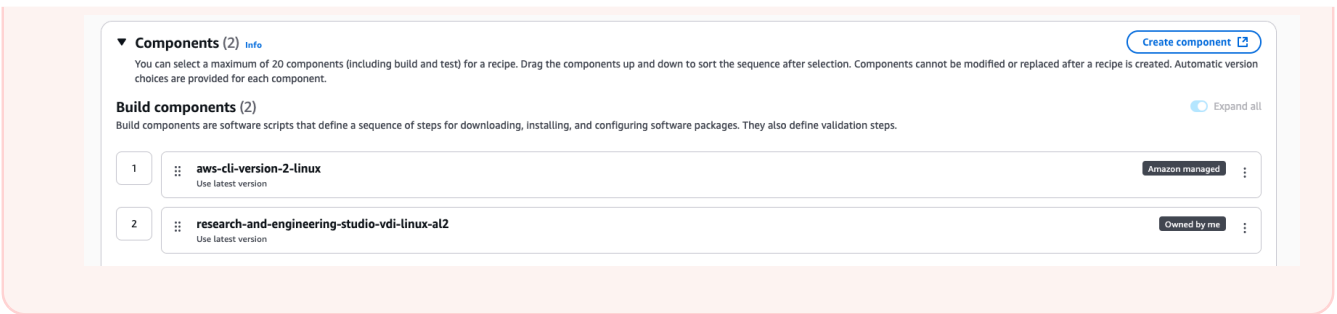 ▼ Components (2) Info
Create component
You can select a maximum of 20 components (including build and test) for a recipe. Drag the components up and down to sort the sequence after selection. Components cannot be modified or replaced after a recipe is created. Automatic version
choices are provided for each component.
Build components (2)
Expand all
Build components are software scripts that define a sequence of steps for downloading, installing, and configuring software packages. They also define validation steps.
1
aws-cli-version-2-linux
Amazon managed
Use latest version
2
research-and-engineering-studio-vdi-linux-al2
Owned by me
Use latest version